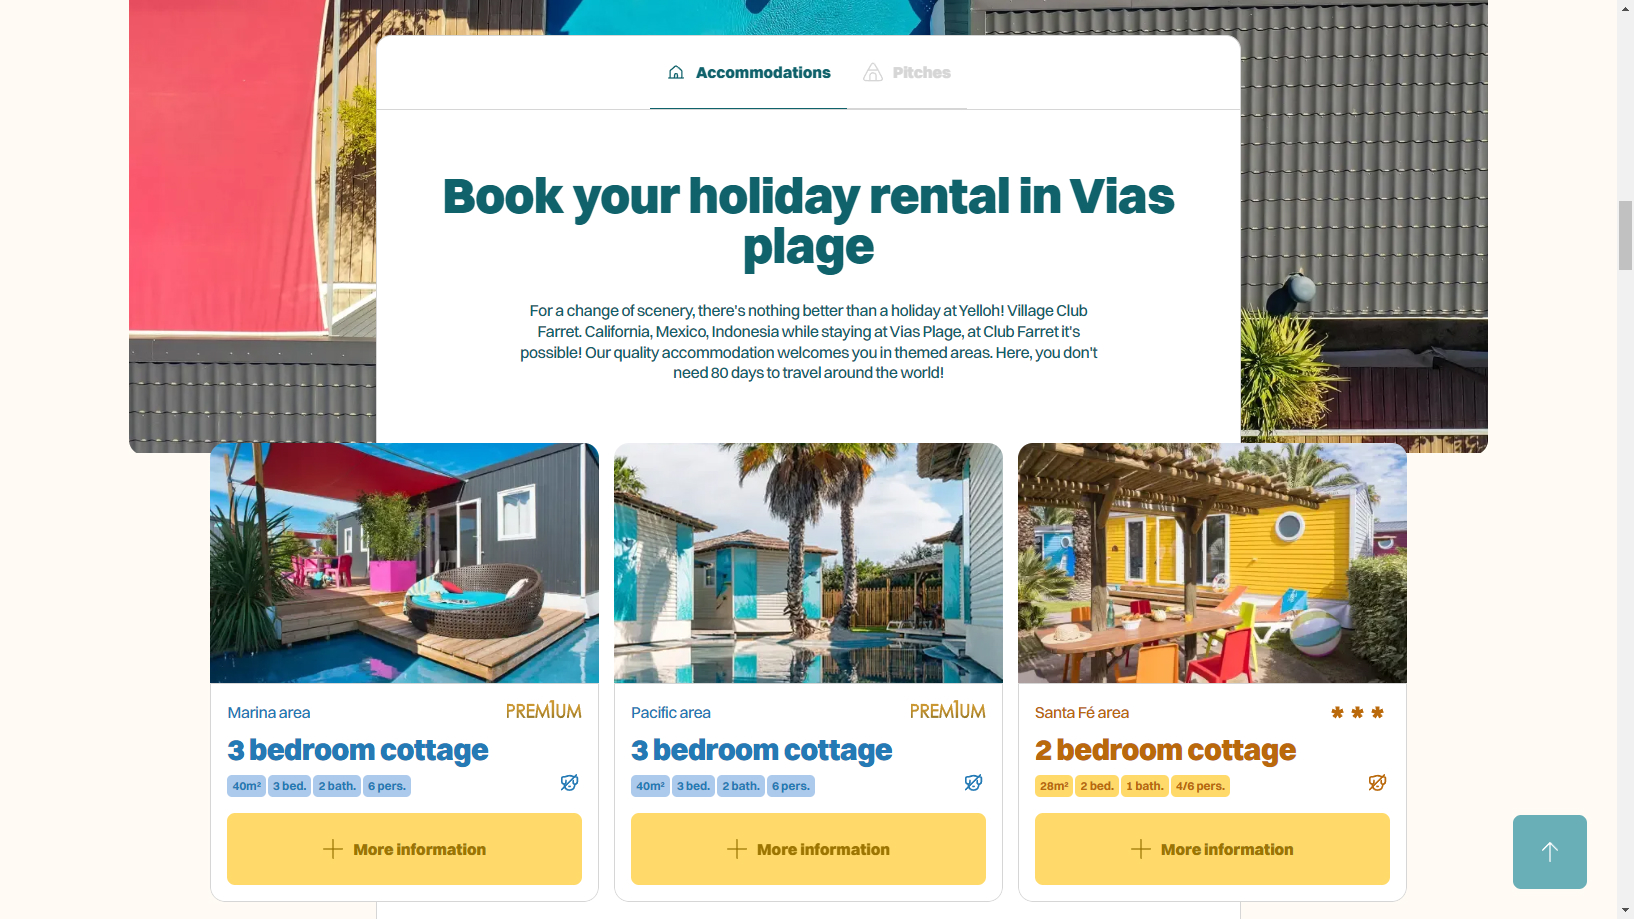 Accommodations
Pitches
Book your holiday rental in Vias
plage
For a change of scenery, there's nothing better than a holiday at Yelloh! Village Club
Farret. California, Mexico, Indonesia while staying at Vias Plage, at Club Farret it's
possible! Our quality accommodation welcomes you in themed areas. Here, you don't
need 80 days to travel around the world!
Marina area
PREM1UM
3 bedroom cottage
40m² 3 bed. 2 bath. 6 pers.
More information
Pacific area
PREM1UM
3 bedroom cottage
40m² 3 bed. 2 bath. 6 pers.
More information
Santa Fé area
* * *
2 bedroom cottage
28m² 2 bed. 1 bath. 4/6 pers.
More information